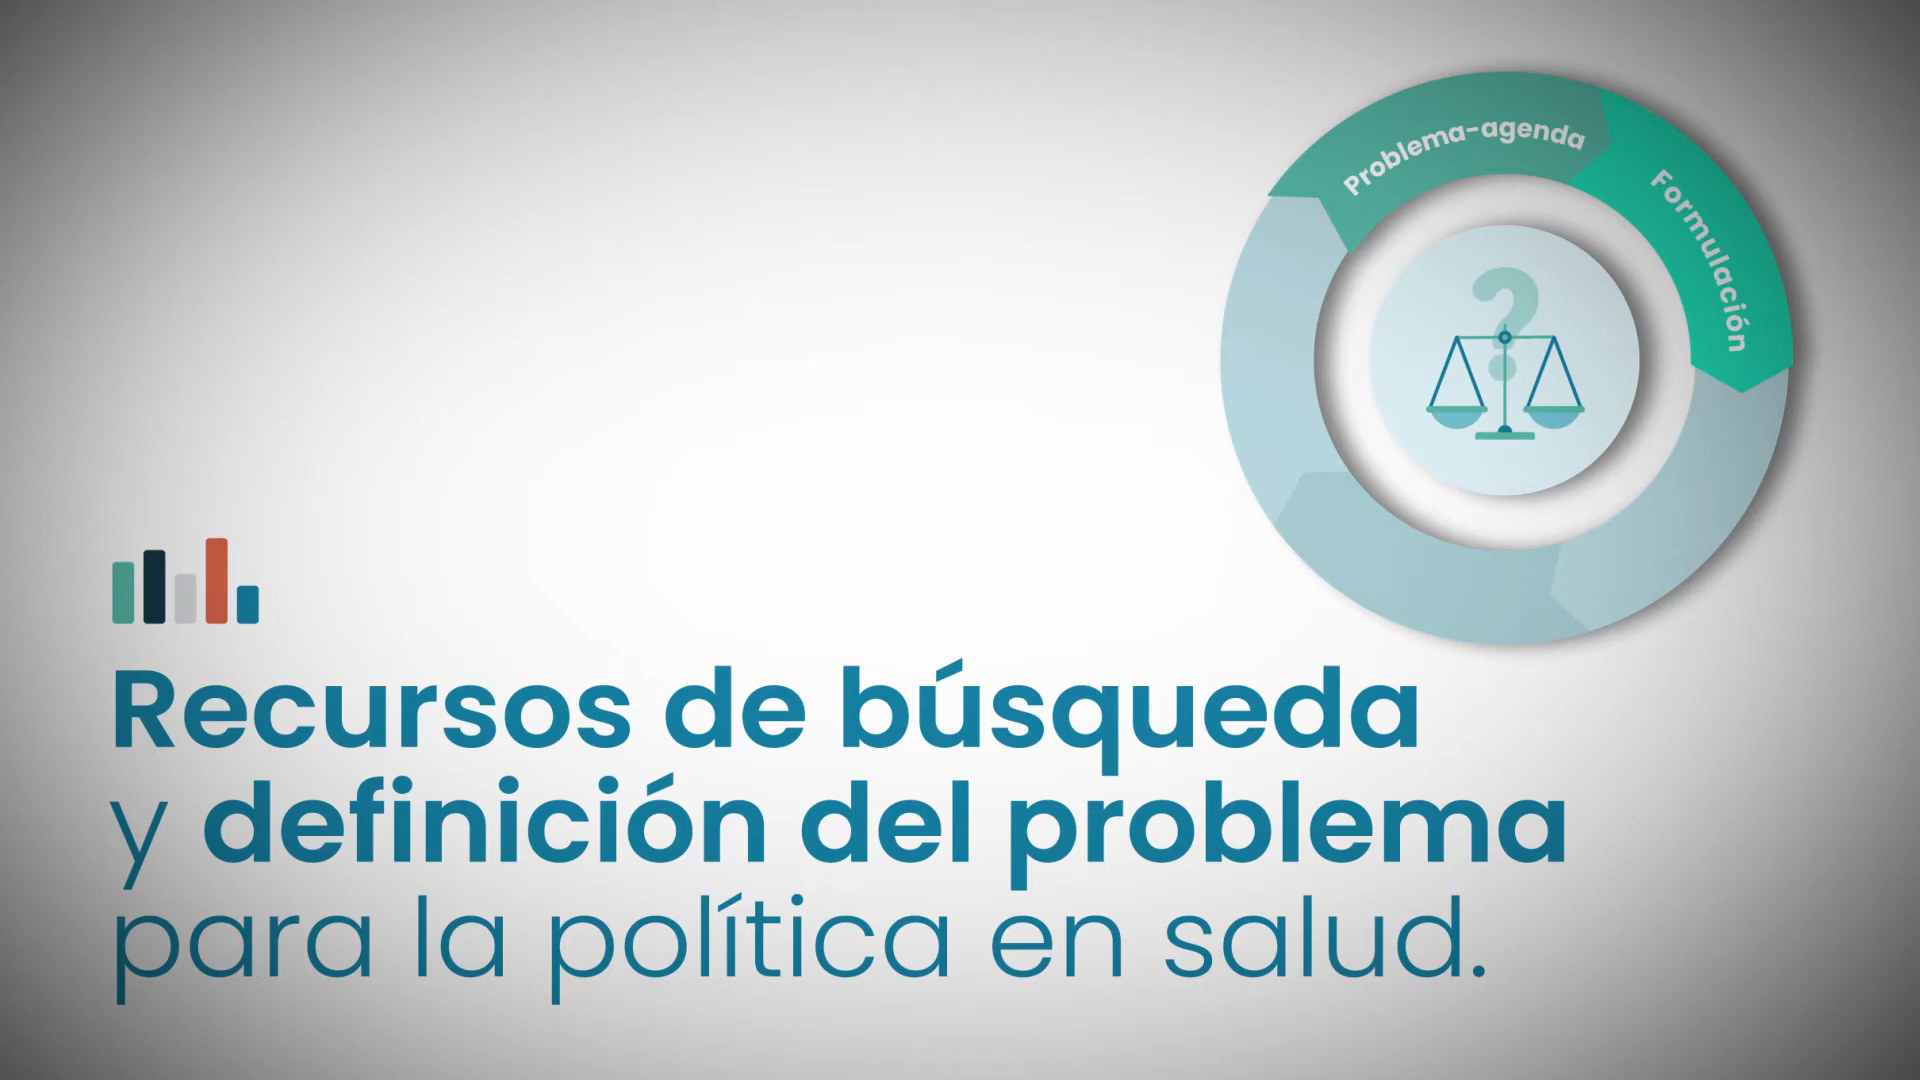 Problema-agenda
Formulación
?
Recursos de búsqueda
y definición del problema
para la política en salud.